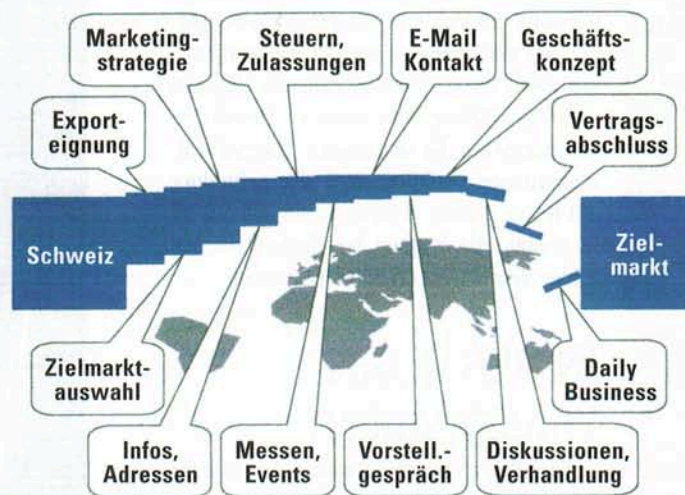 Marketing-
strategie
Steuern,
Zulassungen
E-Mail
Kontakt
Geschäfts-
konzept
Export-
eignung
Vertrags-
abschluss
Schweiz
Ziel-
markt
Zielmarkt-
auswahl
Daily
Business
Infos,
Adressen
Messen,
Events
Vorstell.-
gespräch
Diskussionen,
Verhandlung